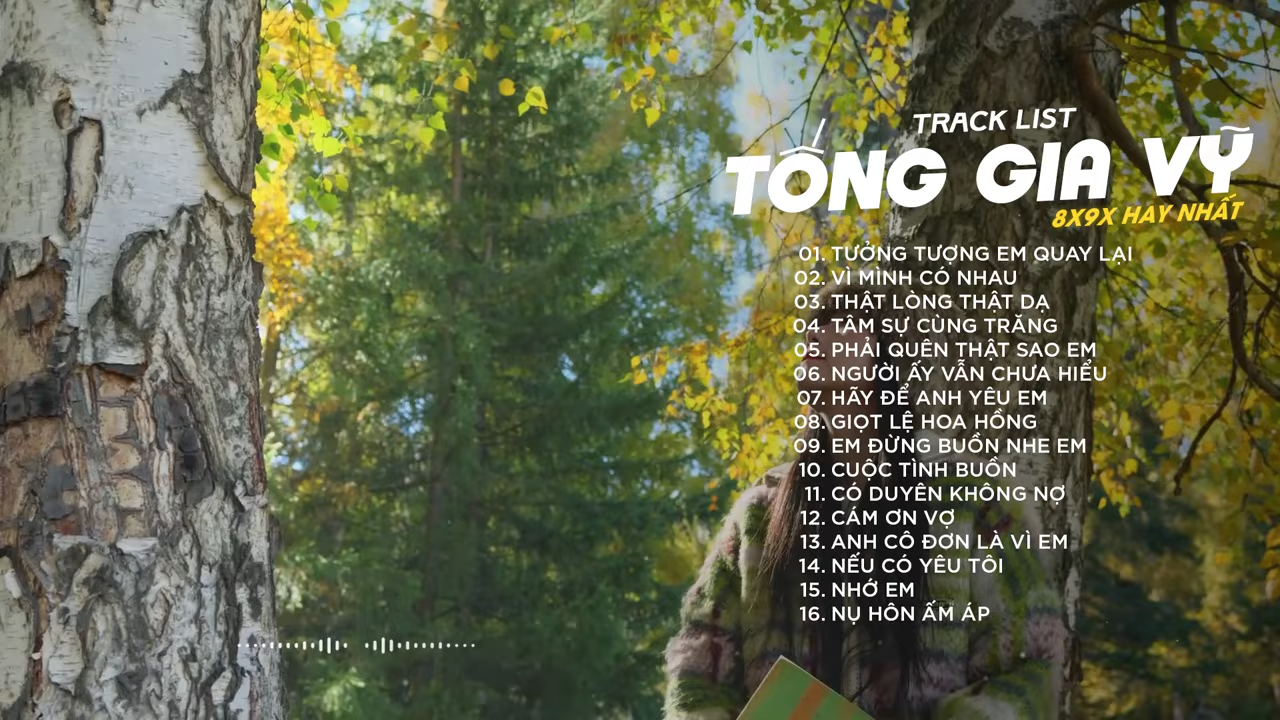 TRACK LIST
TỐNG GIA VỸ
8X9X HAY NHẤT
01. TƯỞNG TƯỢNG EM QUAY LẠI
02. VÌ MÌNH CÓ NHAU
03. THẬT LÒNG THẬT DẠ
04. TÂM SỰ CÙNG TRĂNG
05. PHẢI QUÊN THẬT SAO EM
06. NGƯỜI ẤY VẪN CHƯA HIỂU
07. HÃY ĐỂ ANH YÊU EM
08. GIỌT LỆ HOA HỒNG
09. EM ĐỪNG BUỒN NHE EM
10. CUỘC TÌNH BUỒN
11. CÓ DUYÊN KHÔNG NỢ
12. CÁM ƠN VỢ
13. ANH CÔ ĐƠN LÀ VÌ EM
14. NẾU CÓ YÊU TÔI
15. NHỚ EM
16. NỤ HÔN ẤM ÁP